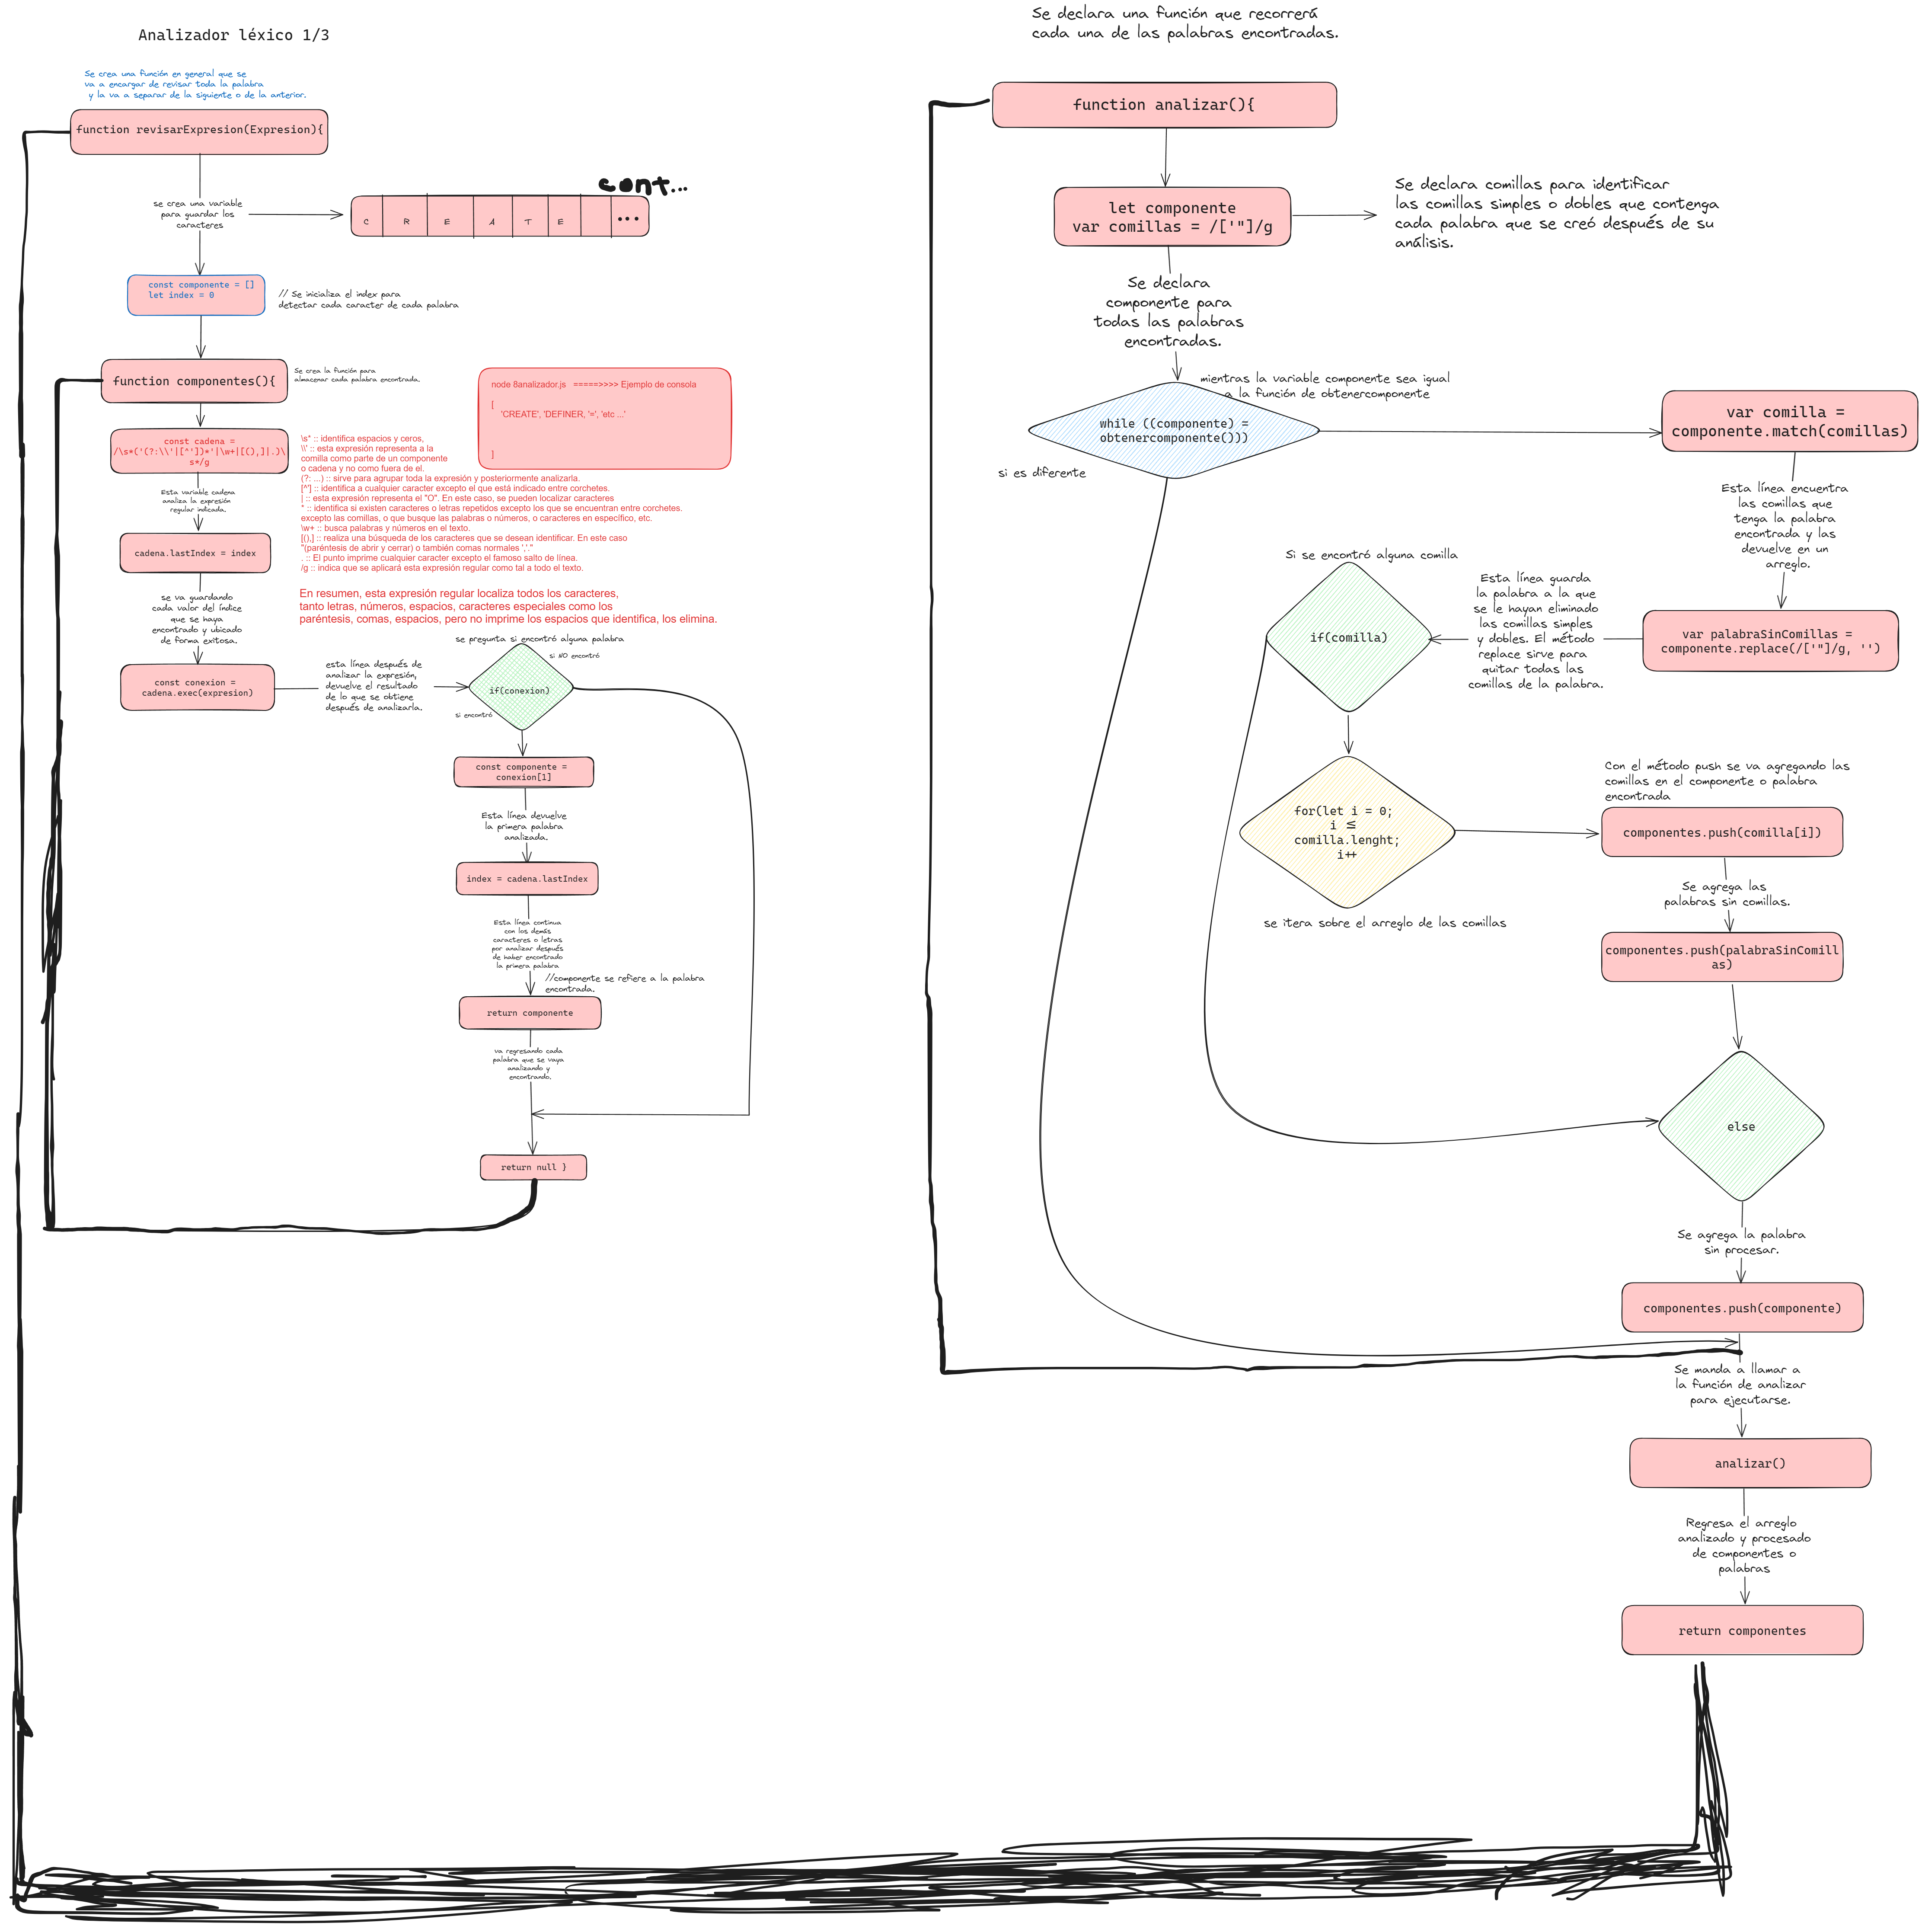 Analizador léxico 1/3
Se crea una función en general que se
va a encargar de revisar toda la palabra
y la va a separar de la siguiente o de la anterior.
function revisarExpresion(Expresion){
se crea una variable
para guardar los
caracteres
cont...
C R E A T E ...
const componente = []
let index = 0
// Se inicializa el index para
detectar cada caracter de cada palabra
function componentes(){
Se crea la función para
almacenar cada palabra encontrada.
node 8analizador.js =====>>>> Ejemplo de consola
[
'CREATE', 'DEFINER, '=', 'etc ...'
]
const cadena =
/\s*('(?:\\'|[^'])*'|\w+|[(),]|.)\
s*/g
\s* :: identifica espacios y ceros,
\\' :: esta expresión representa a la
comilla como parte de un componente
o cadena y no como fuera de el.
(?: ...) :: sirve para agrupar toda la expresión y posteriormente analizarla.
[^'] :: identifica a cualquier caracter excepto el que está indicado entre corchetes.
| :: esta expresión representa el "O". En este caso, se pueden localizar caracteres
* :: identifica si existen caracteres o letras repetidos excepto los que se encuentran entre corchetes.
excepto las comillas, o que busque las palabras o números, o caracteres en específico, etc.
\w+ :: busca palabras y números en el texto.
[(),] :: realiza una búsqueda de los caracteres que se desean identificar. En este caso
"(paréntesis de abrir y cerrar) o también comas normales ','."
. :: El punto imprime cualquier caracter excepto el famoso salto de línea.
/g :: indica que se aplicará esta expresión regular como tal a todo el texto.
En resumen, esta expresión regular localiza todos los caracteres,
tanto letras, números, espacios, caracteres especiales como los
paréntesis, comas, espacios, pero no imprime los espacios que identifica, los elimina.
Esta variable cadena
analiza la expresión
regular indicada.
cadena.lastIndex = index
se va guardando
cada valor del índice
que se haya
encontrado y ubicado
de forma exitosa.
const conexion =
cadena.exec(expresion)
esta línea después de
analizar la expresión,
devuelve el resultado
de lo que se obtiene
después de analizarla.
se pregunta si encontró alguna palabra
si NO encontró
if(conexion)
si encontró
const componente =
conexion[1]
Esta línea devuelve
la primera palabra
analizada.
index = cadena.lastIndex
Esta línea continua
con los demás
caracteres o letras
por analizar después
de haber encontrado
la primera palabra
//componente se refiere a la palabra
encontrada.
return componente
va regresando cada
palabra que se vaya
analizando y
encontrando.
return null }
Se declara una función que recorrerá
cada una de las palabras encontradas.
function analizar(){
let componente
var comillas = /['"]/g
Se declara comillas para identificar
las comillas simples o dobles que contenga
cada palabra que se creó después de su
análisis.
Se declara
componente para
todas las palabras
encontradas.
mientras la variable componente sea igual
a la función de obtenercomponente
while ((componente) =
obtenercomponente()))
si es diferente
var comilla =
componente.match(comillas)
Esta línea encuentra
las comillas que
tenga la palabra
encontrada y las
devuelve en un
arreglo.
var palabraSinComillas =
componente.replace(/['"]/g, '')
Esta línea guarda
la palabra a la que
se le hayan eliminado
las comillas simples
y dobles. El método
replace sirve para
quitar todas las
comillas de la palabra.
Si se encontró alguna comilla
if(comilla)
for(let i = 0;
i ≤
comilla.lenght;
i++
se itera sobre el arreglo de las comillas
Con el método push se va agregando las
comillas en el componente o palabra
encontrada
componentes.push(comilla[i])
Se agrega las
palabras sin comillas.
componentes.push(palabraSinComill
as)
else
Se agrega la palabra
sin procesar.
componentes.push(componente)
Se manda a llamar a
la función de analizar
para ejecutarse.
analizar()
Regresa el arreglo
analizado y procesado
de componentes o
palabras
return componentes